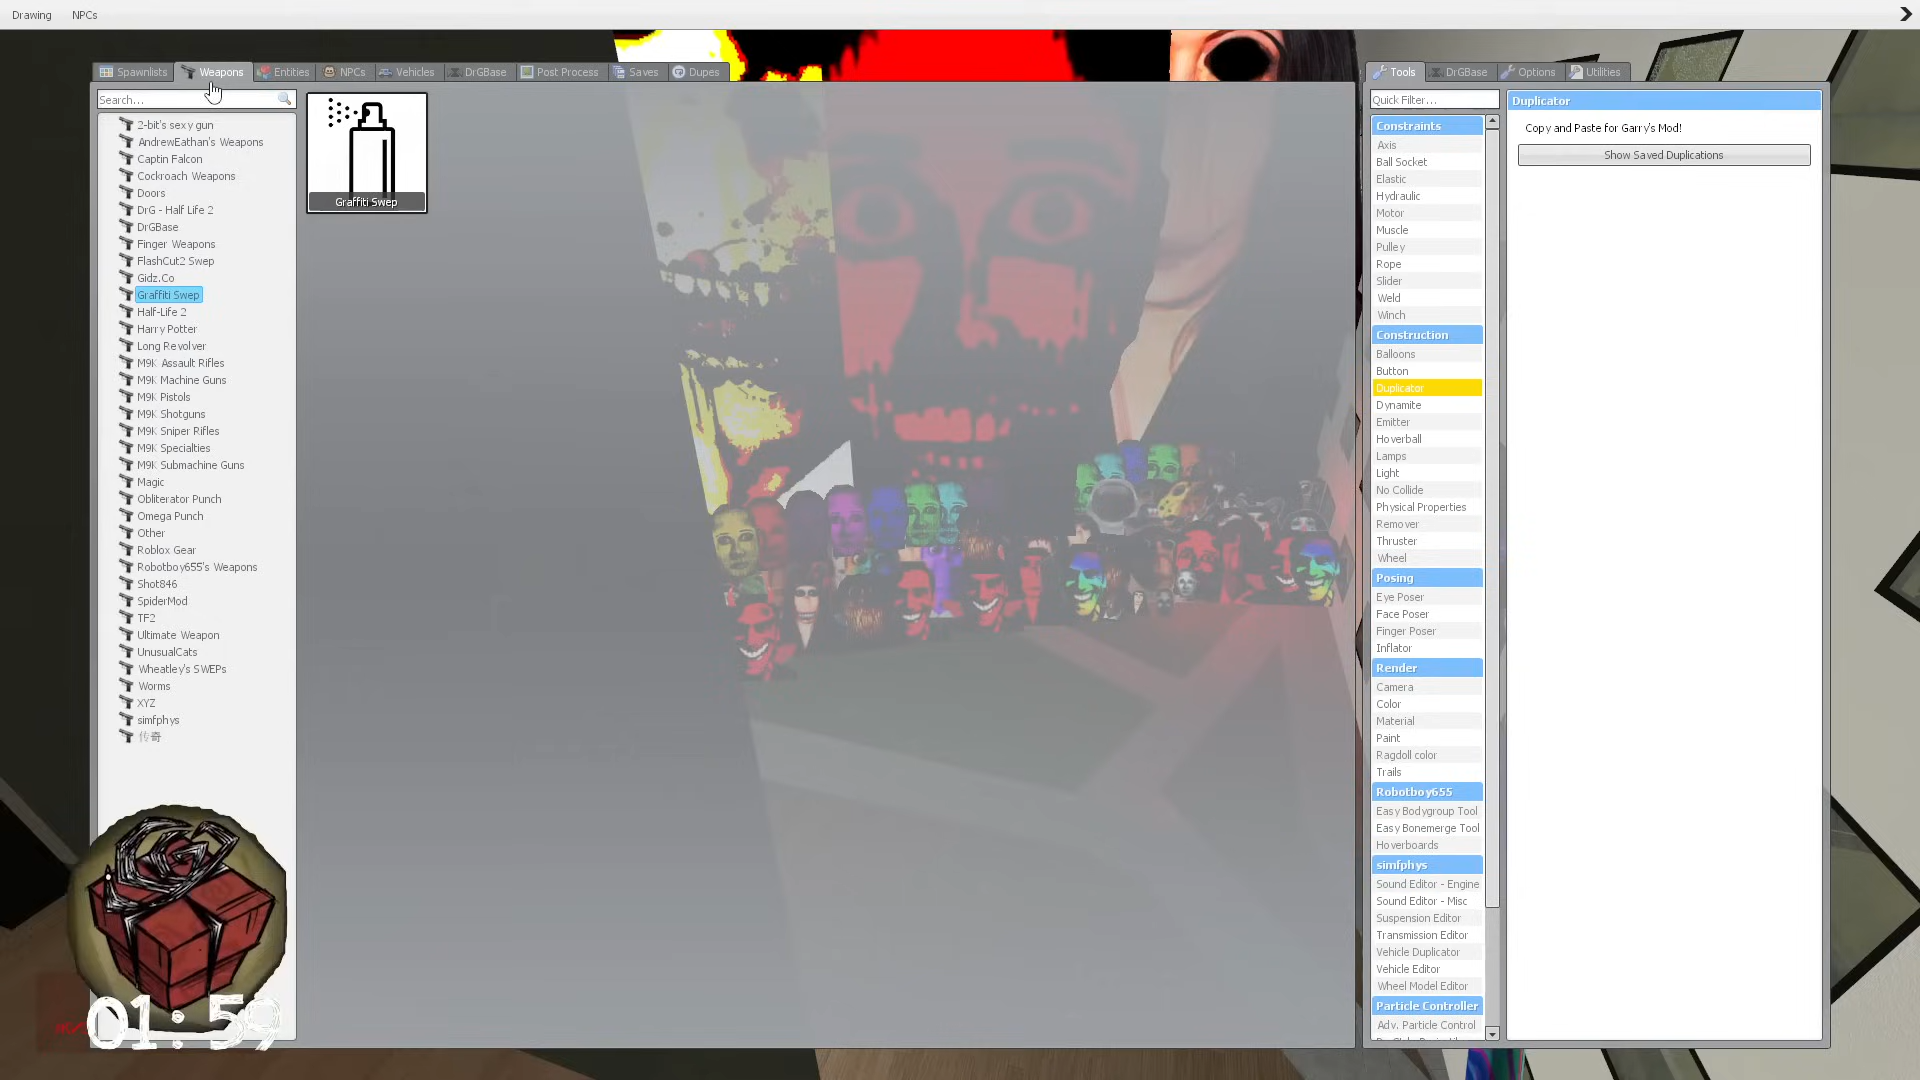 Drawing NPCs
Spawnlists Weapons Entities NPCs Vehicles DrGBase Post Process Saves Dupes
Search...
2-bit's sexy gun
AndrewEathan's Weapons
Captin Falcon
Cockroach Weapons
Doors
DrG - Half Life 2
DrGBase
Finger Weapons
FlashCut2 Swep
Gidz.Co
Graffiti Swep
Half-Life 2
Harry Potter
Long Revolver
M9K Assault Rifles
M9K Machine Guns
M9K Pistols
M9K Shotguns
M9K Sniper Rifles
M9K Specialties
M9K Submachine Guns
Magic
Obliterator Punch
Omega Punch
Other
Roblox Gear
Robotboy655's Weapons
Shot846
SpiderMod
TF2
Ultimate Weapon
UnusualCats
Wheatley's SWEPs
Worms
XYZ
simfphys
传奇
01:59
Graffiti Swep
Tools DrGBase Options Utilities
Quick Filter...
Constraints
Axis
Ball Socket
Elastic
Hydraulic
Motor
Muscle
Pulley
Rope
Slider
Weld
Winch
Construction
Balloons
Button
Duplicator
Dynamite
Emitter
Hoverball
Lamps
Light
No Collide
Physical Properties
Remover
Thruster
Wheel
Posing
Eye Poser
Face Poser
Finger Poser
Inflator
Render
Camera
Color
Material
Paint
Ragdoll color
Trails
Robotboy655
Easy Bodygroup Tool
Easy Bonemerge Tool
Hoverboards
simfphys
Sound Editor - Engine
Sound Editor - Misc
Suspension Editor
Transmission Editor
Vehicle Duplicator
Vehicle Editor
Wheel Model Editor
Particle Controller
Adv. Particle Control
Duplicator
Copy and Paste for Garry's Mod!
Show Saved Duplications